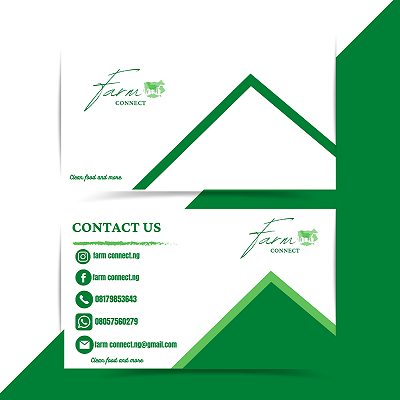 Farm
CONNECT
Clean food and more
CONTACT US
Farm
CONNECT
farm connect.ng
farm connect.ng
08179853643
08057560279
farm connect.ng@gmail.com
Clean food and more